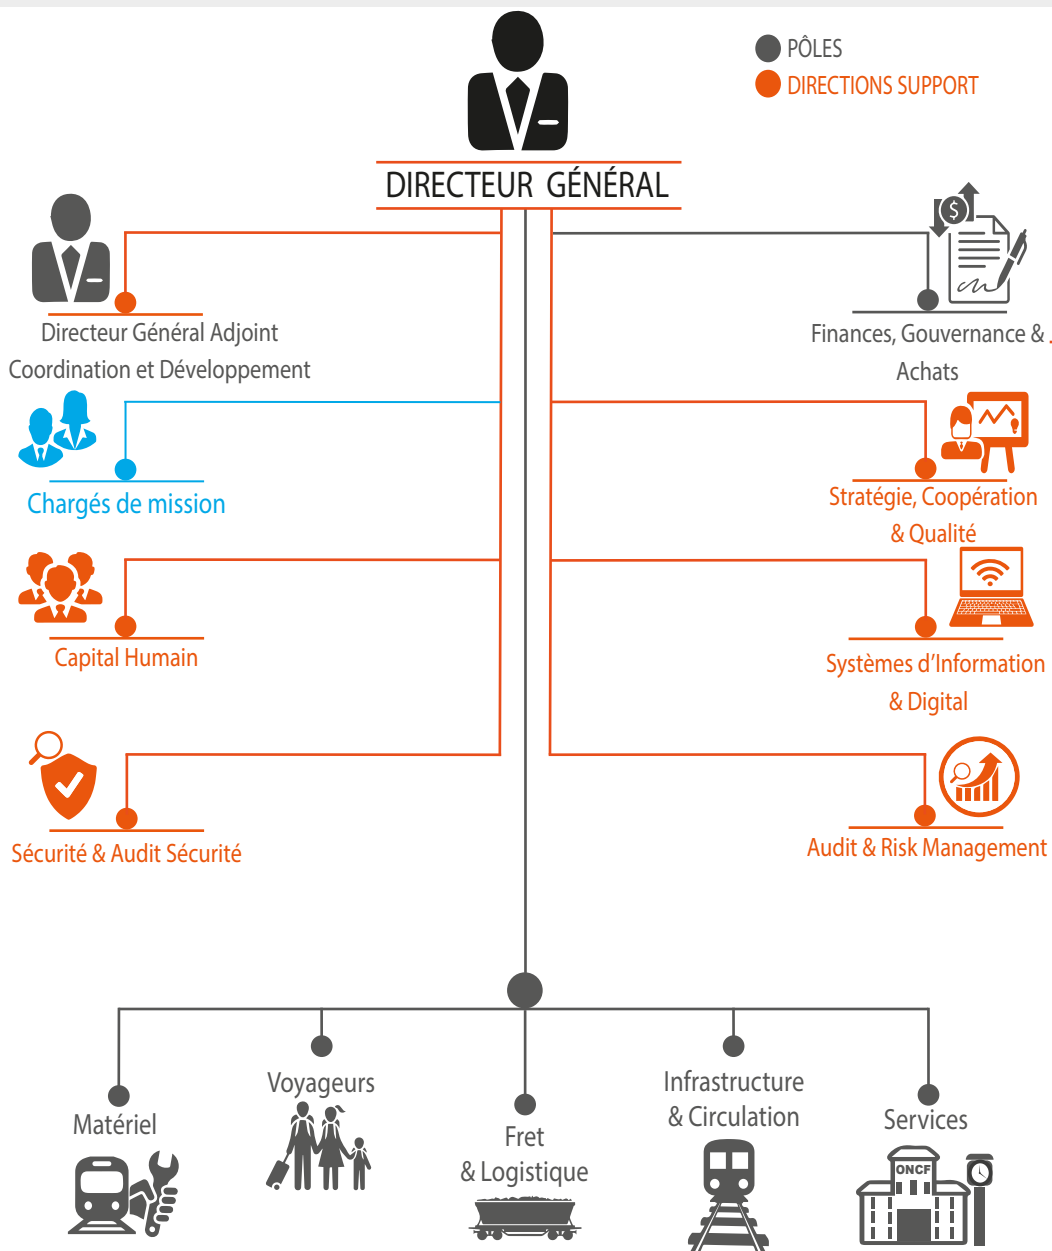 PÔLES
DIRECTIONS SUPPORT
DIRECTEUR GÉNÉRAL
$
Directeur Général Adjoint
Coordination et Développement
Finances, Gouvernance &
Achats
Chargés de mission
Stratégie, Coopération
& Qualité
Capital Humain
Systèmes d'Information
& Digital
Sécurité & Audit Sécurité
Audit & Risk Management
Matériel
Voyageurs
Fret
& Logistique
Infrastructure
& Circulation
Services
ONCF